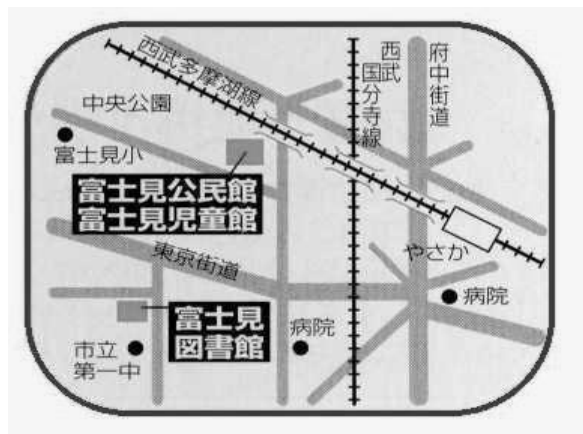 西武多摩湖線
西武
国分寺線
府中街道
中央公園
富士見小
富士見公民館
富士見児童館
東京街道
やさか
病院
富士見
図書館
病院
市立
第一中